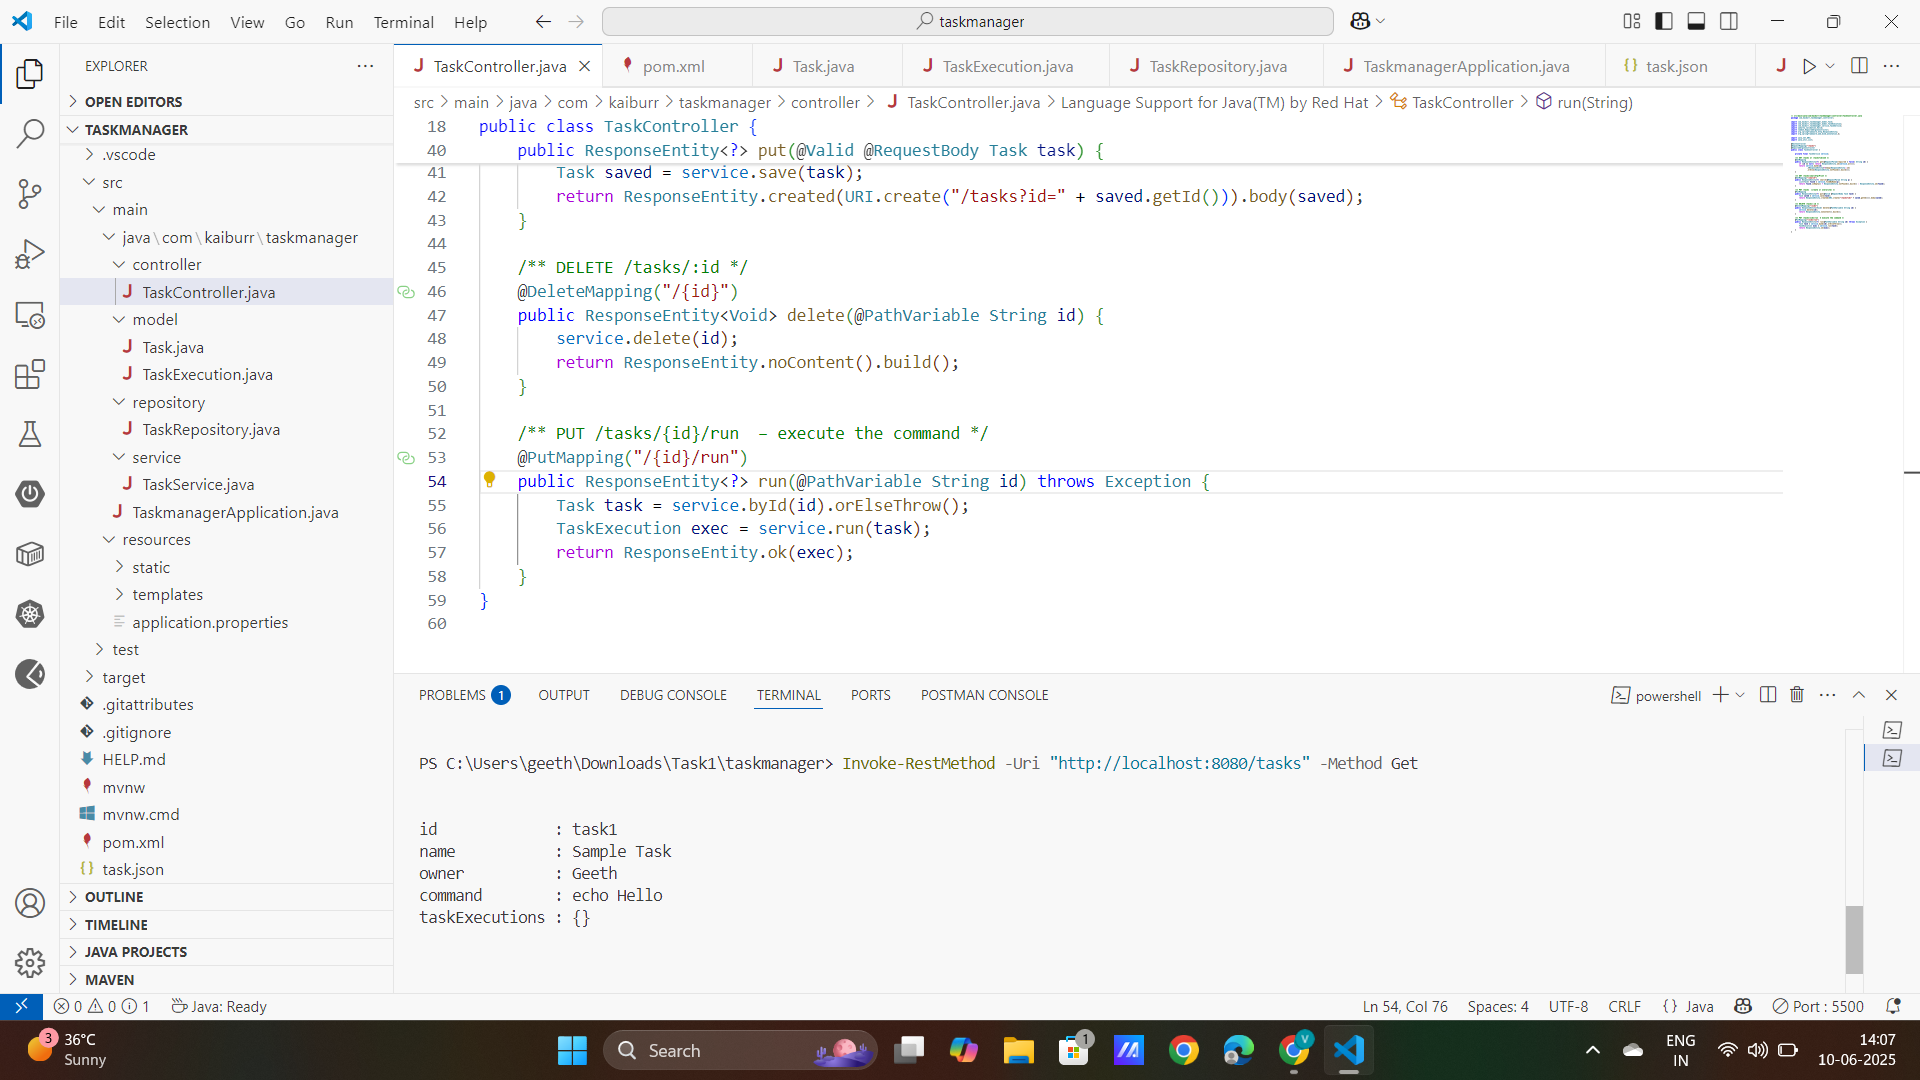 File Edit Selection View Go Run Terminal Help
taskmanager
EXPLORER
OPEN EDITORS
TASKMANAGER
.vscode
src
main
java\com\kaiburr\taskmanager
controller
TaskController.java
model
Task.java
TaskExecution.java
repository
TaskRepository.java
service
TaskService.java
TaskmanagerApplication.java
resources
static
templates
application.properties
test
target
.gitattributes
.gitignore
HELP.md
mvnw
mvnw.cmd
pom.xml
task.json
OUTLINE
TIMELINE
JAVA PROJECTS
MAVEN
TaskController.java pom.xml Task.java TaskExecution.java TaskRepository.java TaskmanagerApplication.java task.json
src > main > java > com > kaiburr > taskmanager > controller > TaskController.java > Language Support for Java(TM) by Red Hat > TaskController > run(String)
18 public class TaskController {
40 public ResponseEntity<?> put(@Valid @RequestBody Task task) {
41 Task saved = service.save(task);
42 return ResponseEntity.created(URI.create("/tasks?id=" + saved.getId())).body(saved);
43 }
44
45 /** DELETE /tasks/:id */
46 @DeleteMapping("/{id}")
47 public ResponseEntity<Void> delete(@PathVariable String id) {
48 service.delete(id);
49 return ResponseEntity.noContent().build();
50 }
51
52 /** PUT /tasks/{id}/run – execute the command */
53 @PutMapping("/{id}/run")
54 public ResponseEntity<?> run(@PathVariable String id) throws Exception {
55 Task task = service.byId(id).orElseThrow();
56 TaskExecution exec = service.run(task);
57 return ResponseEntity.ok(exec);
58 }
59 }
60
PROBLEMS 1 OUTPUT DEBUG CONSOLE TERMINAL PORTS POSTMAN CONSOLE
powershell
PS C:\Users\geeth\Downloads\Task1\taskmanager> Invoke-RestMethod -Uri "http://localhost:8080/tasks" -Method Get
id : task1
name : Sample Task
owner : Geeth
command : echo Hello
taskExecutions : {}
0 0 1 Java: Ready
Ln 54, Col 76 Spaces: 4 UTF-8 CRLF {} Java Port : 5500
3 36°C
Sunny
Search
1
V
ENG
IN
14:07
10-06-2025